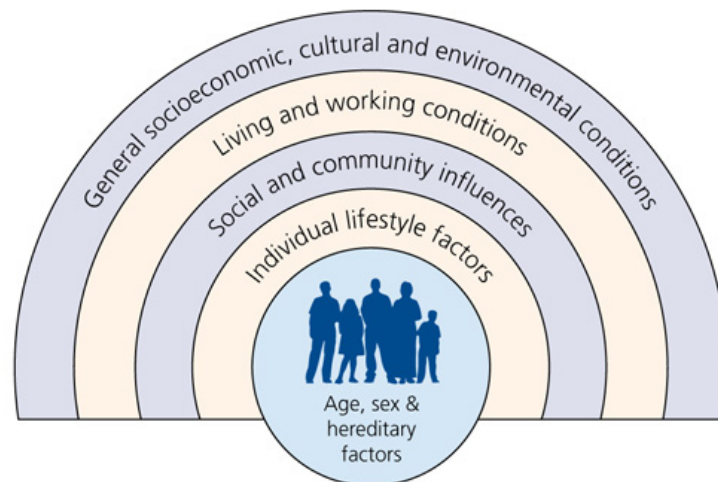 General socioeconomic, cultural and environmental conditions
Living and working conditions
Social and community influences
Individual lifestyle factors
Age, sex &
hereditary
factors